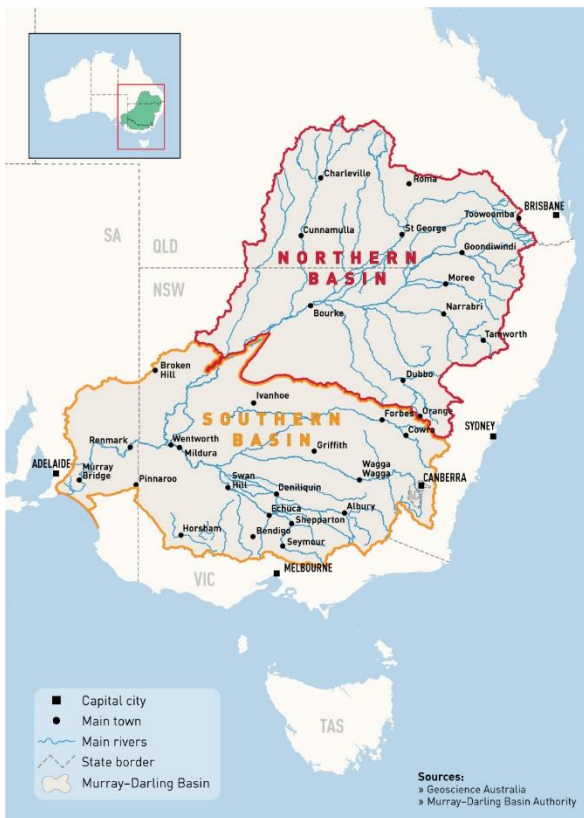 Charleville
Roma
BRISBANE
Toowoomba
Cunnamulla
St George
SA
QLD
NORTHERN
BASIN
Goondiwindi
NSW
Moree
Bourke
Narrabri
Tamworth
Broken
Hill
Dubbo
Ivanhoe
SOUTHERN
BASIN
Forbes
Orange
Cowra
SYDNEY
Renmark
Wentworth
Mildura
Griffith
ADELAIDE
Murray
Bridge
Pinnaroo
Swan
Hill
Deniliquin
Wagga
Wagga
CANBERRA
ACT
Echuca
Shepparton
Albury
Horsham
Bendigo
Seymour
VIC
MELBOURNE
TAS
Capital city
Main town
Main rivers
State border
Murray–Darling Basin
Sources:
» Geoscience Australia
» Murray–Darling Basin Authority